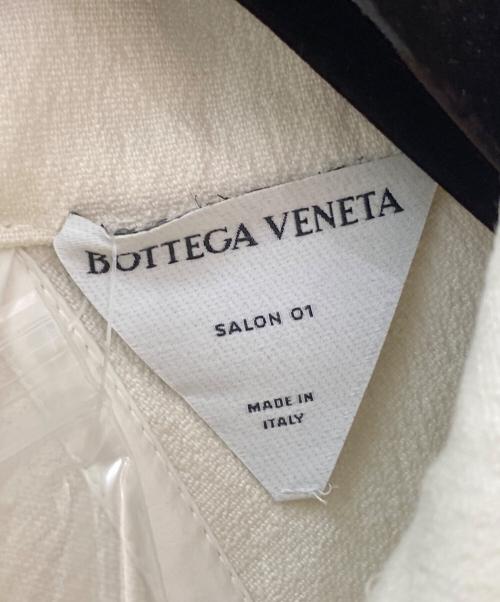 BOTTEGA VENETA
SALON 01
MADE IN
ITALY